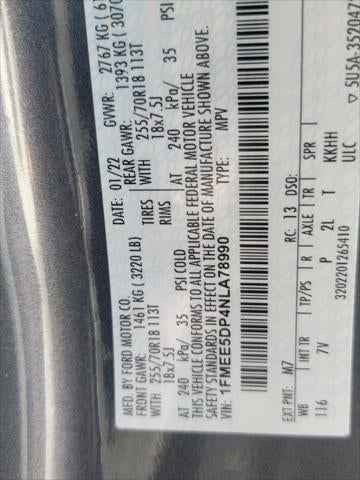 MFD. BY FORD MOTOR CO.
DATE: 01/22 GVWR: 2767 KG
FRONT GAWR: 1461 KG (3220 LB) REAR GAWR: 1393 KG (3070
WITH 255/70R18 113T TIRES WITH 255/70R18 113T
18x7.5J RIMS 18x7.5J
AT 240 kPa/ 35 PSI COLD AT 240 kPa/ 35 PSI
THIS VEHICLE CONFORMS TO ALL APPLICABLE FEDERAL MOTOR VEHICLE
SAFETY STANDARDS IN EFFECT ON THE DATE OF MANUFACTURE SHOWN ABOVE.
VIN: 1FMEE5DP4NLA78990 MPV
EXT PNT: M7 RC: 13 DSO:
WB INT TR TP/PS R AXLE TR SPR
116 7V P 2L T KKHH
3202201265410 ULC
5U5A-352047